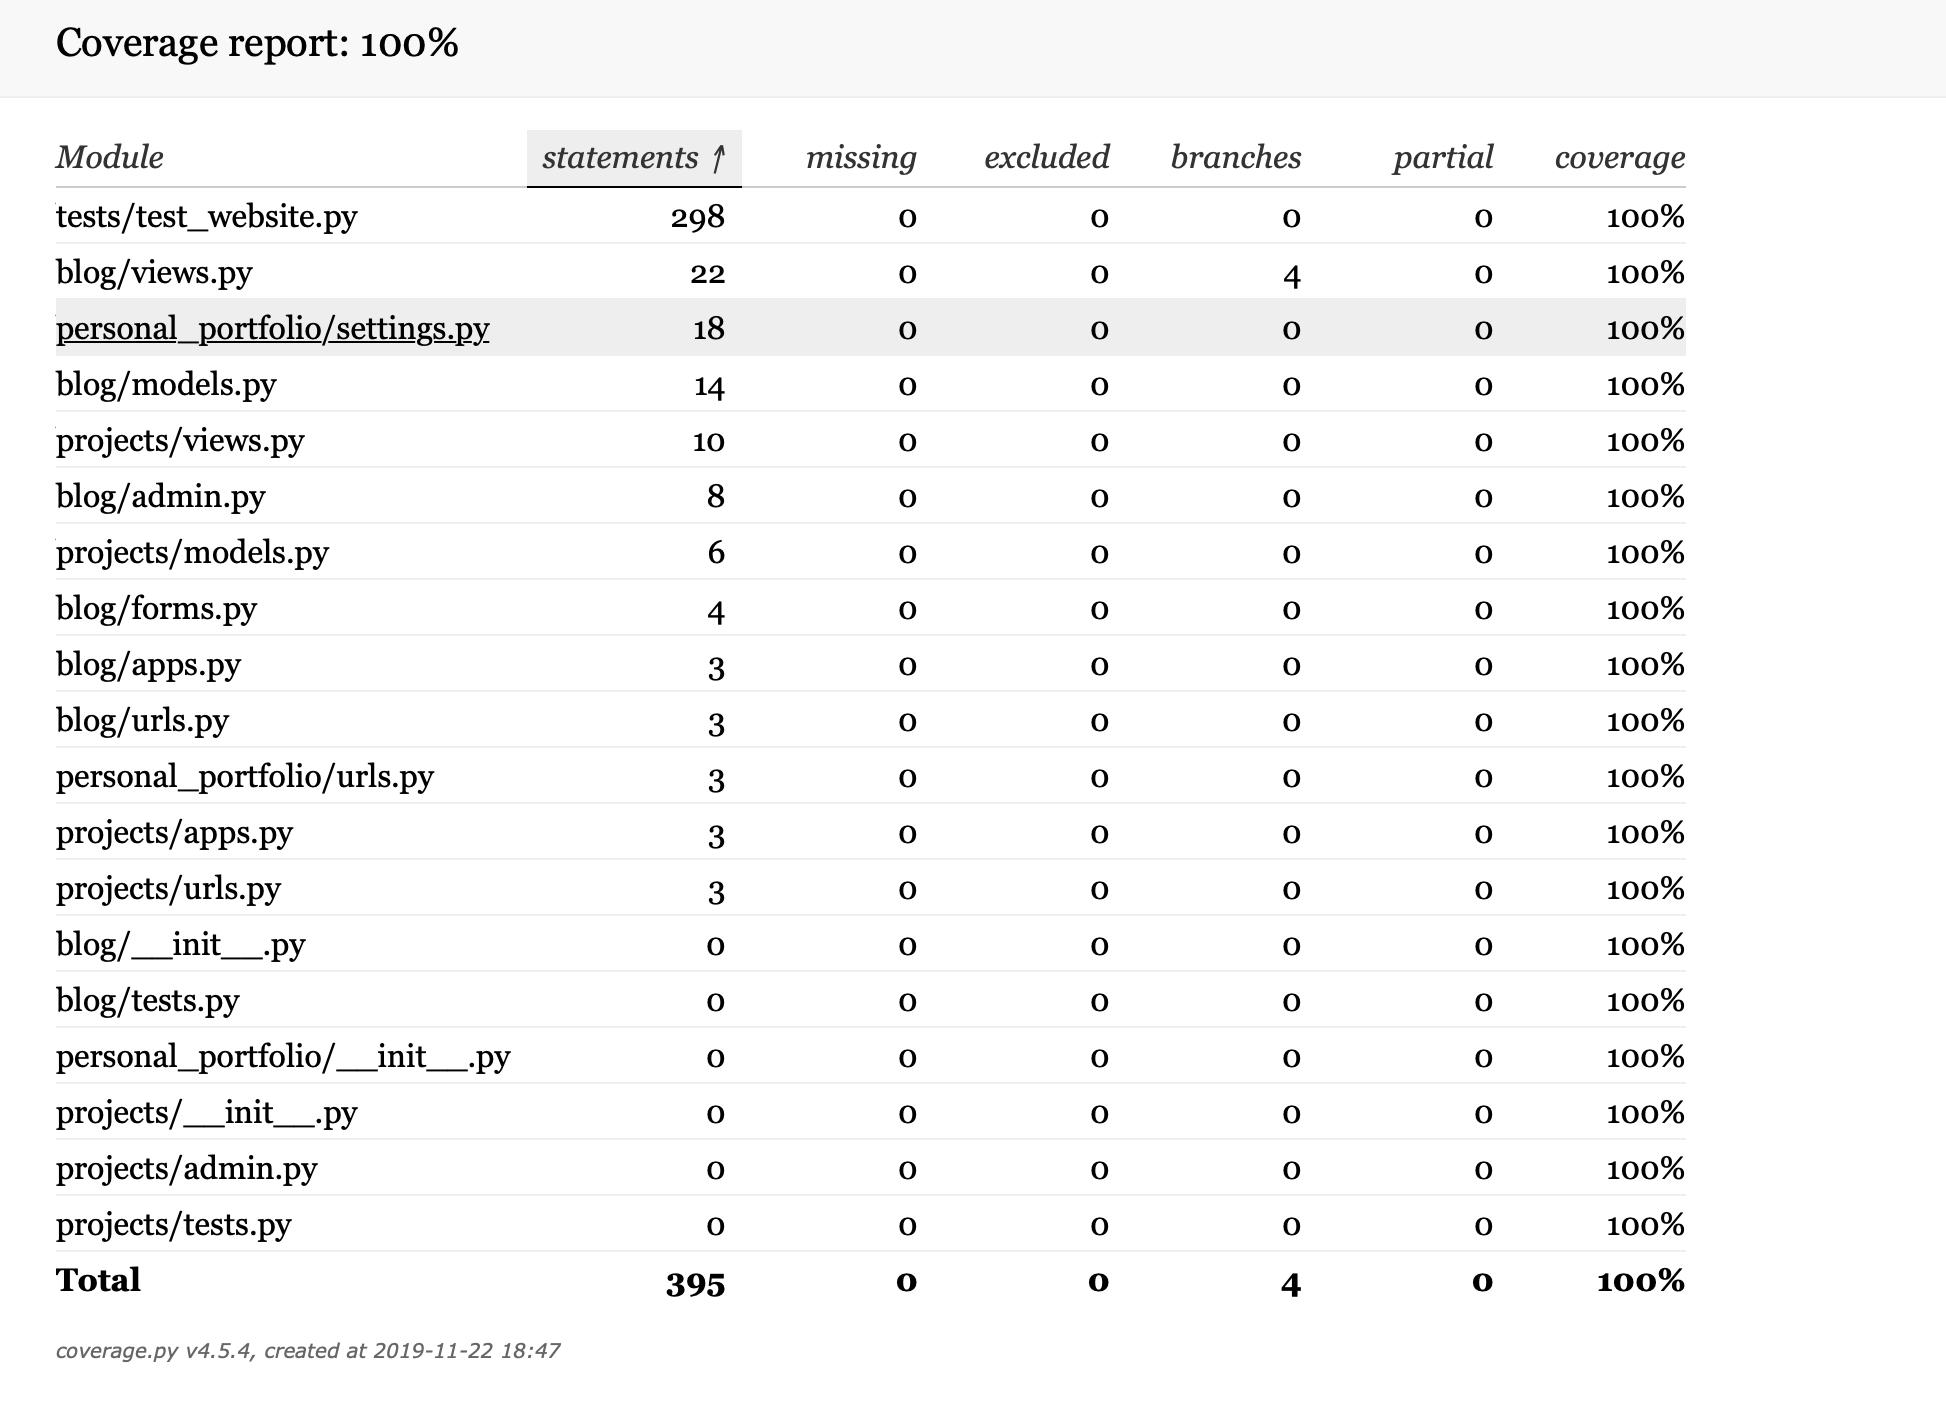 Coverage report: 100%
Module statements ↑ missing excluded branches partial coverage
tests/test_website.py 298 0 0 0 0 100%
blog/views.py 22 0 0 4 0 100%
personal_portfolio/settings.py 18 0 0 0 0 100%
blog/models.py 14 0 0 0 0 100%
projects/views.py 10 0 0 0 0 100%
blog/admin.py 8 0 0 0 0 100%
projects/models.py 6 0 0 0 0 100%
blog/forms.py 4 0 0 0 0 100%
blog/apps.py 3 0 0 0 0 100%
blog/urls.py 3 0 0 0 0 100%
personal_portfolio/urls.py 3 0 0 0 0 100%
projects/apps.py 3 0 0 0 0 100%
projects/urls.py 3 0 0 0 0 100%
blog/__init__.py 0 0 0 0 0 100%
blog/tests.py 0 0 0 0 0 100%
personal_portfolio/__init__.py 0 0 0 0 0 100%
projects/__init__.py 0 0 0 0 0 100%
projects/admin.py 0 0 0 0 0 100%
projects/tests.py 0 0 0 0 0 100%
Total 395 0 0 4 0 100%
coverage.py v4.5.4, created at 2019-11-22 18:47